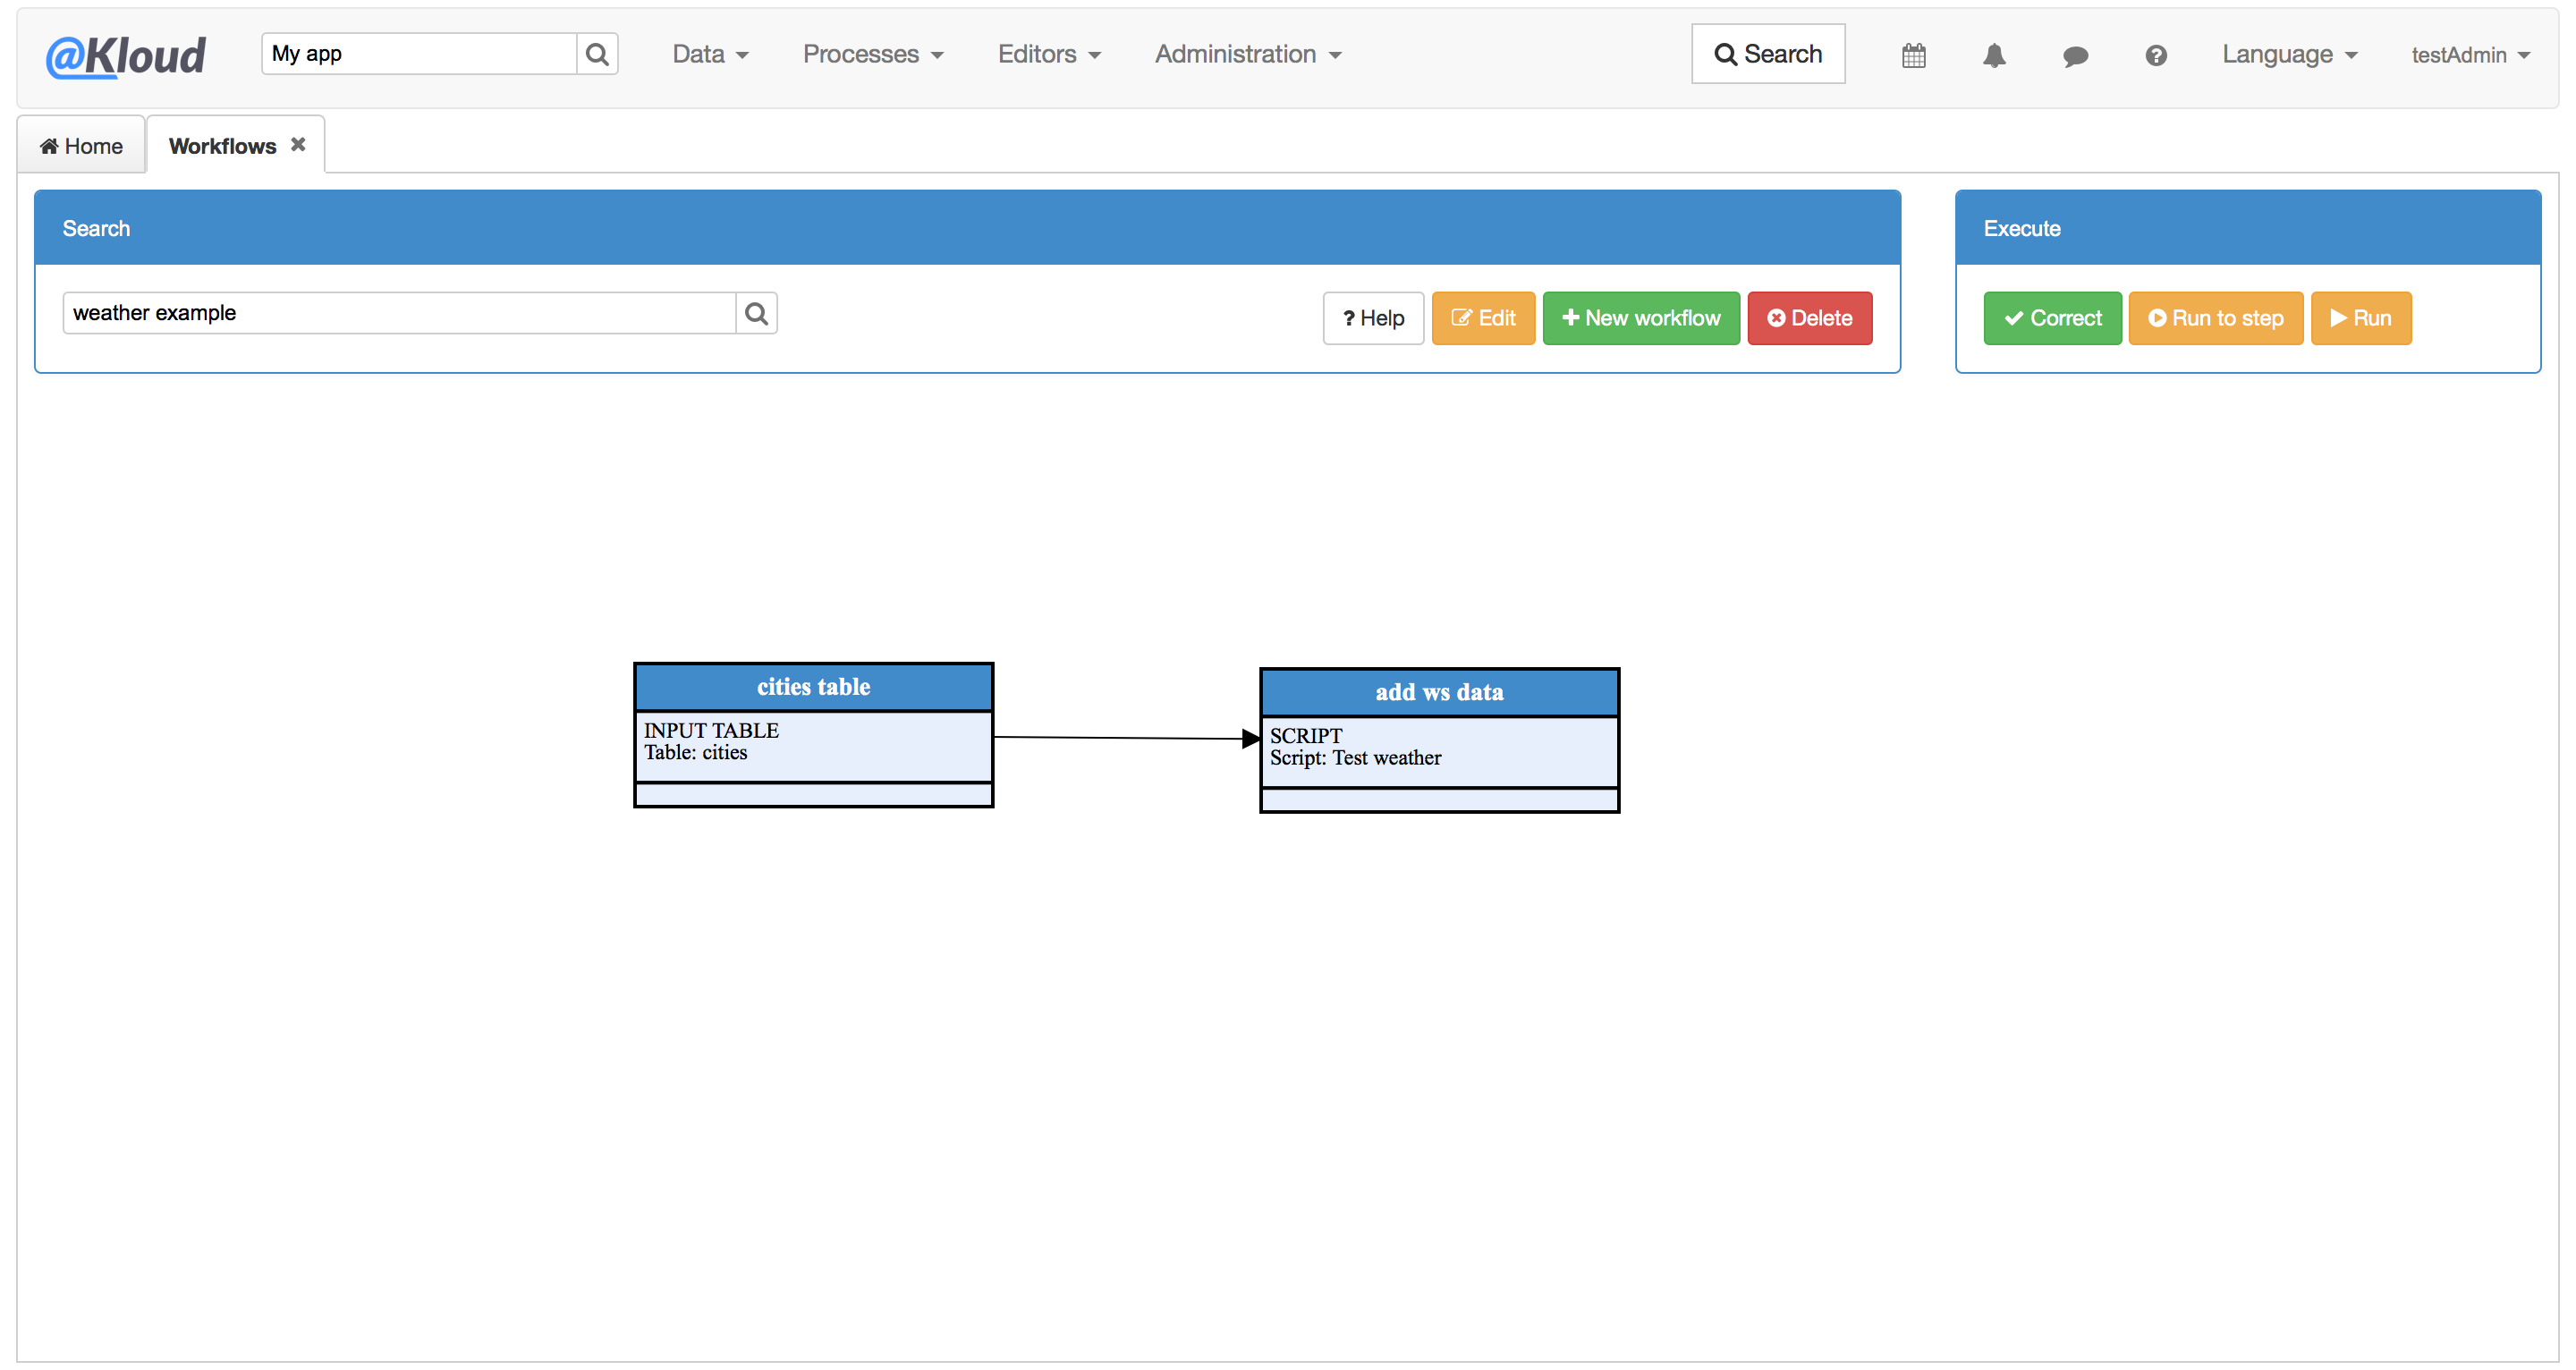 @Kloud My app Data Processes Editors Administration Search Language testAdmin
Home Workflows
Search Execute
weather example ? Help Edit New workflow Delete Correct Run to step Run
cities table
INPUT TABLE
Table: cities
add ws data
SCRIPT
Script: Test weather